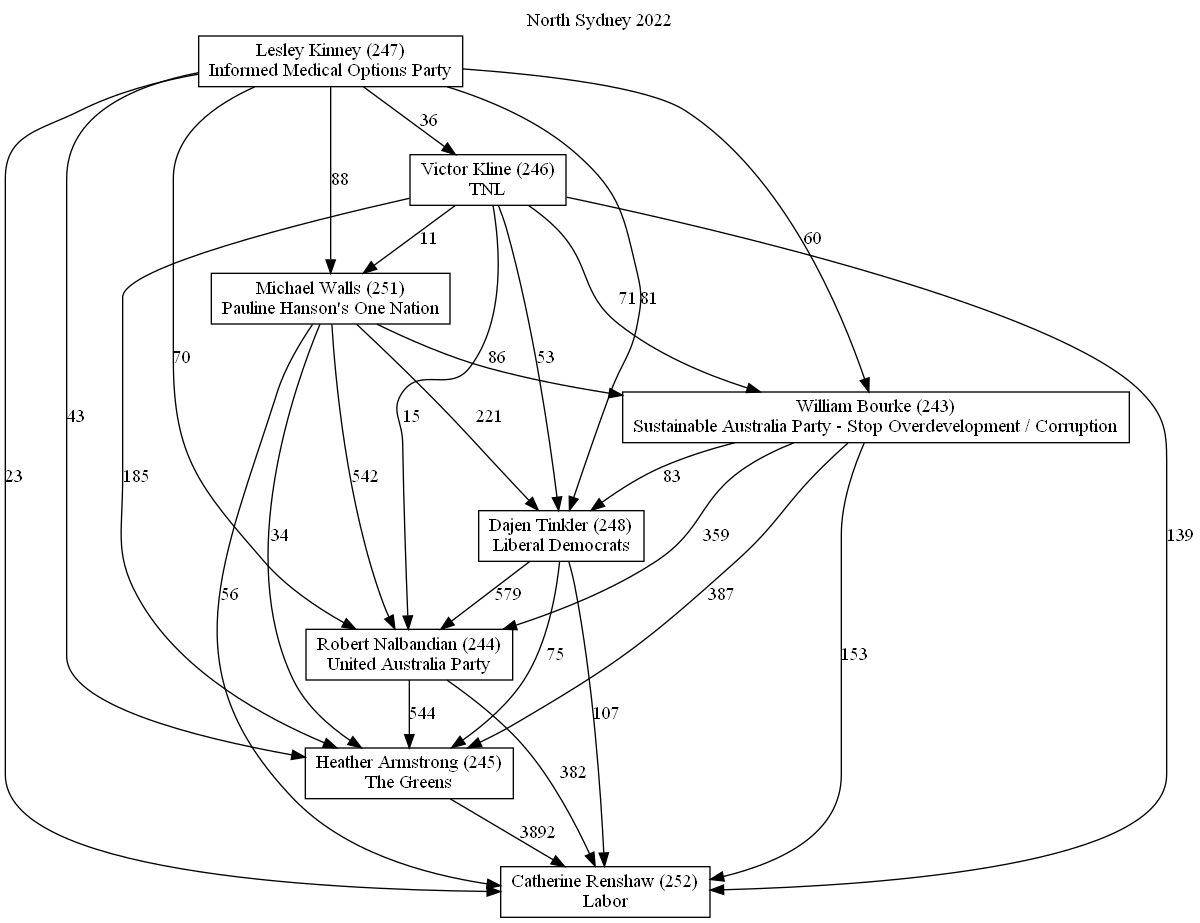 North Sydney 2022
Lesley Kinney (247)
Informed Medical Options Party
36
Victor Kline (246)
TNL
88
11
60
Michael Walls (251)
Pauline Hanson's One Nation
71
81
70
86
53
William Bourke (243)
Sustainable Australia Party - Stop Overdevelopment / Corruption
43
15
221
23
185
542
83
Dajen Tinkler (248)
Liberal Democrats
34
359
139
56
579
387
Robert Nalbandian (244)
United Australia Party
75
153
544
107
Heather Armstrong (245)
The Greens
382
3892
Catherine Renshaw (252)
Labor